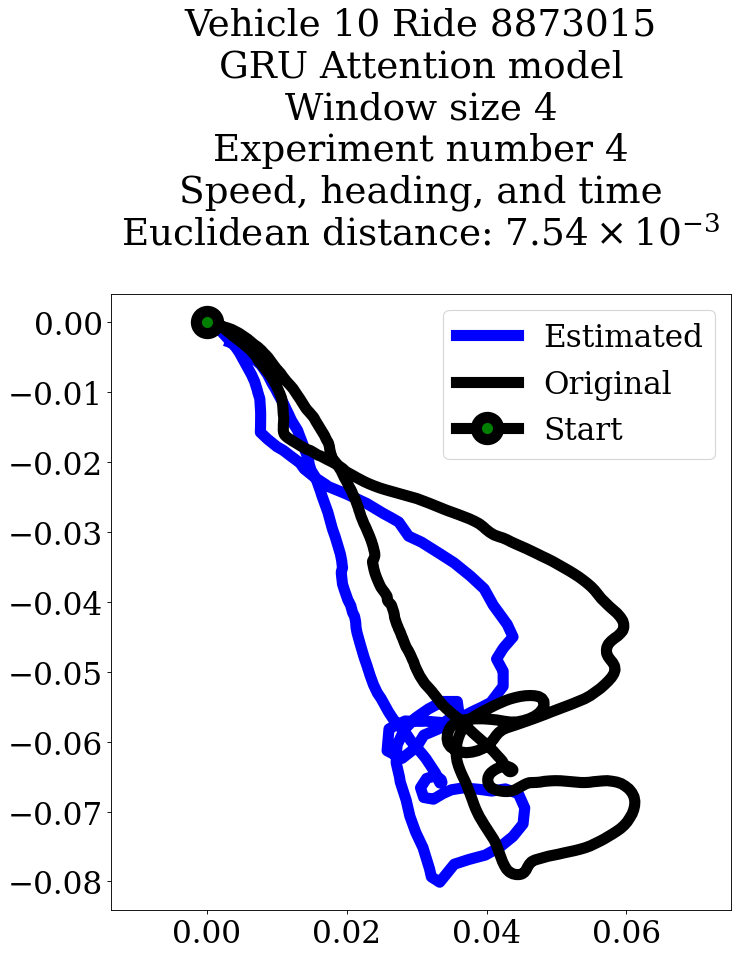 Vehicle 10 Ride 8873015
GRU Attention model
Window size 4
Experiment number 4
Speed, heading, and time
Euclidean distance: 7.54 × 10⁻³
Estimated
Original
Start
0.00
−0.01
−0.02
−0.03
−0.04
−0.05
−0.06
−0.07
−0.08
0.00 0.02 0.04 0.06